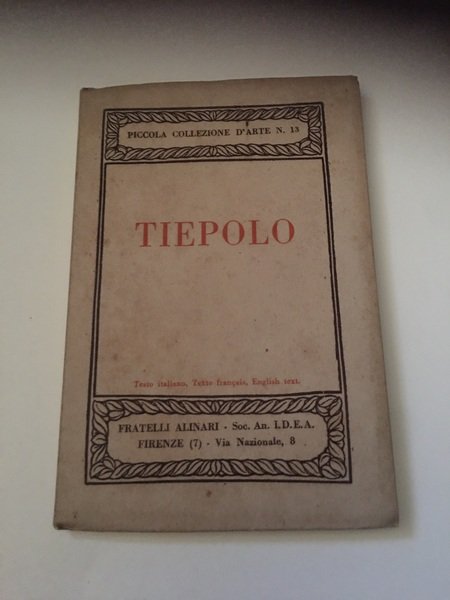 PICCOLA COLLEZIONE D'ARTE N. 13
TIEPOLO
Testo italiano, Texte français, English text.
FRATELLI ALINARI - Soc. An. I.D.E.A.
FIRENZE (7) - Via Nazionale, 8